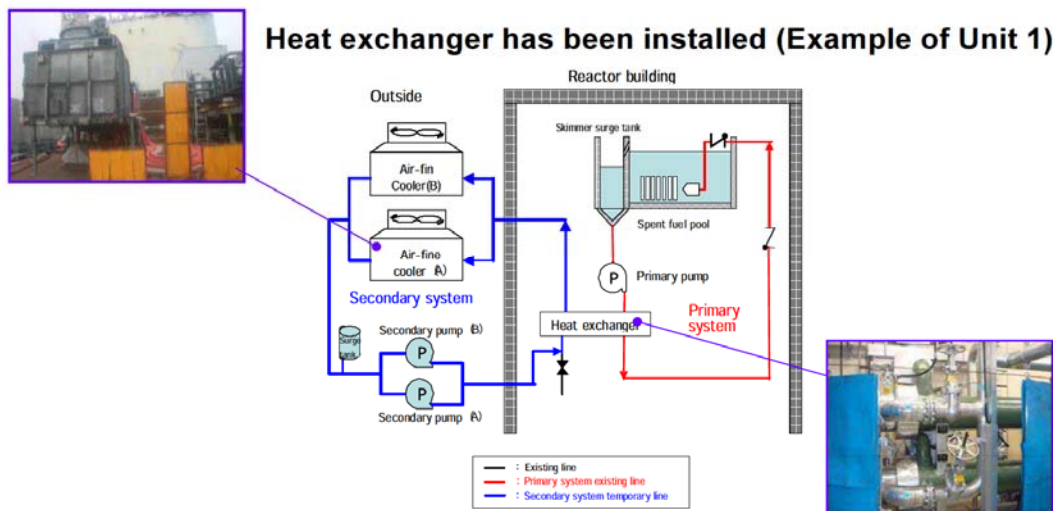 Heat exchanger has been installed (Example of Unit 1)
Reactor building
Outside
Skimmer surge tank
Air-fin
Cooler(B)
Spent fuel pool
Air-fine
cooler (A)
P
Primary pump
Secondary system
Primary
system
Heat exchanger
Surge
tank
Secondary pump (B)
P
P
Secondary pump (A)
: Existing line
: Primary system existing line
: Secondary system temporary line